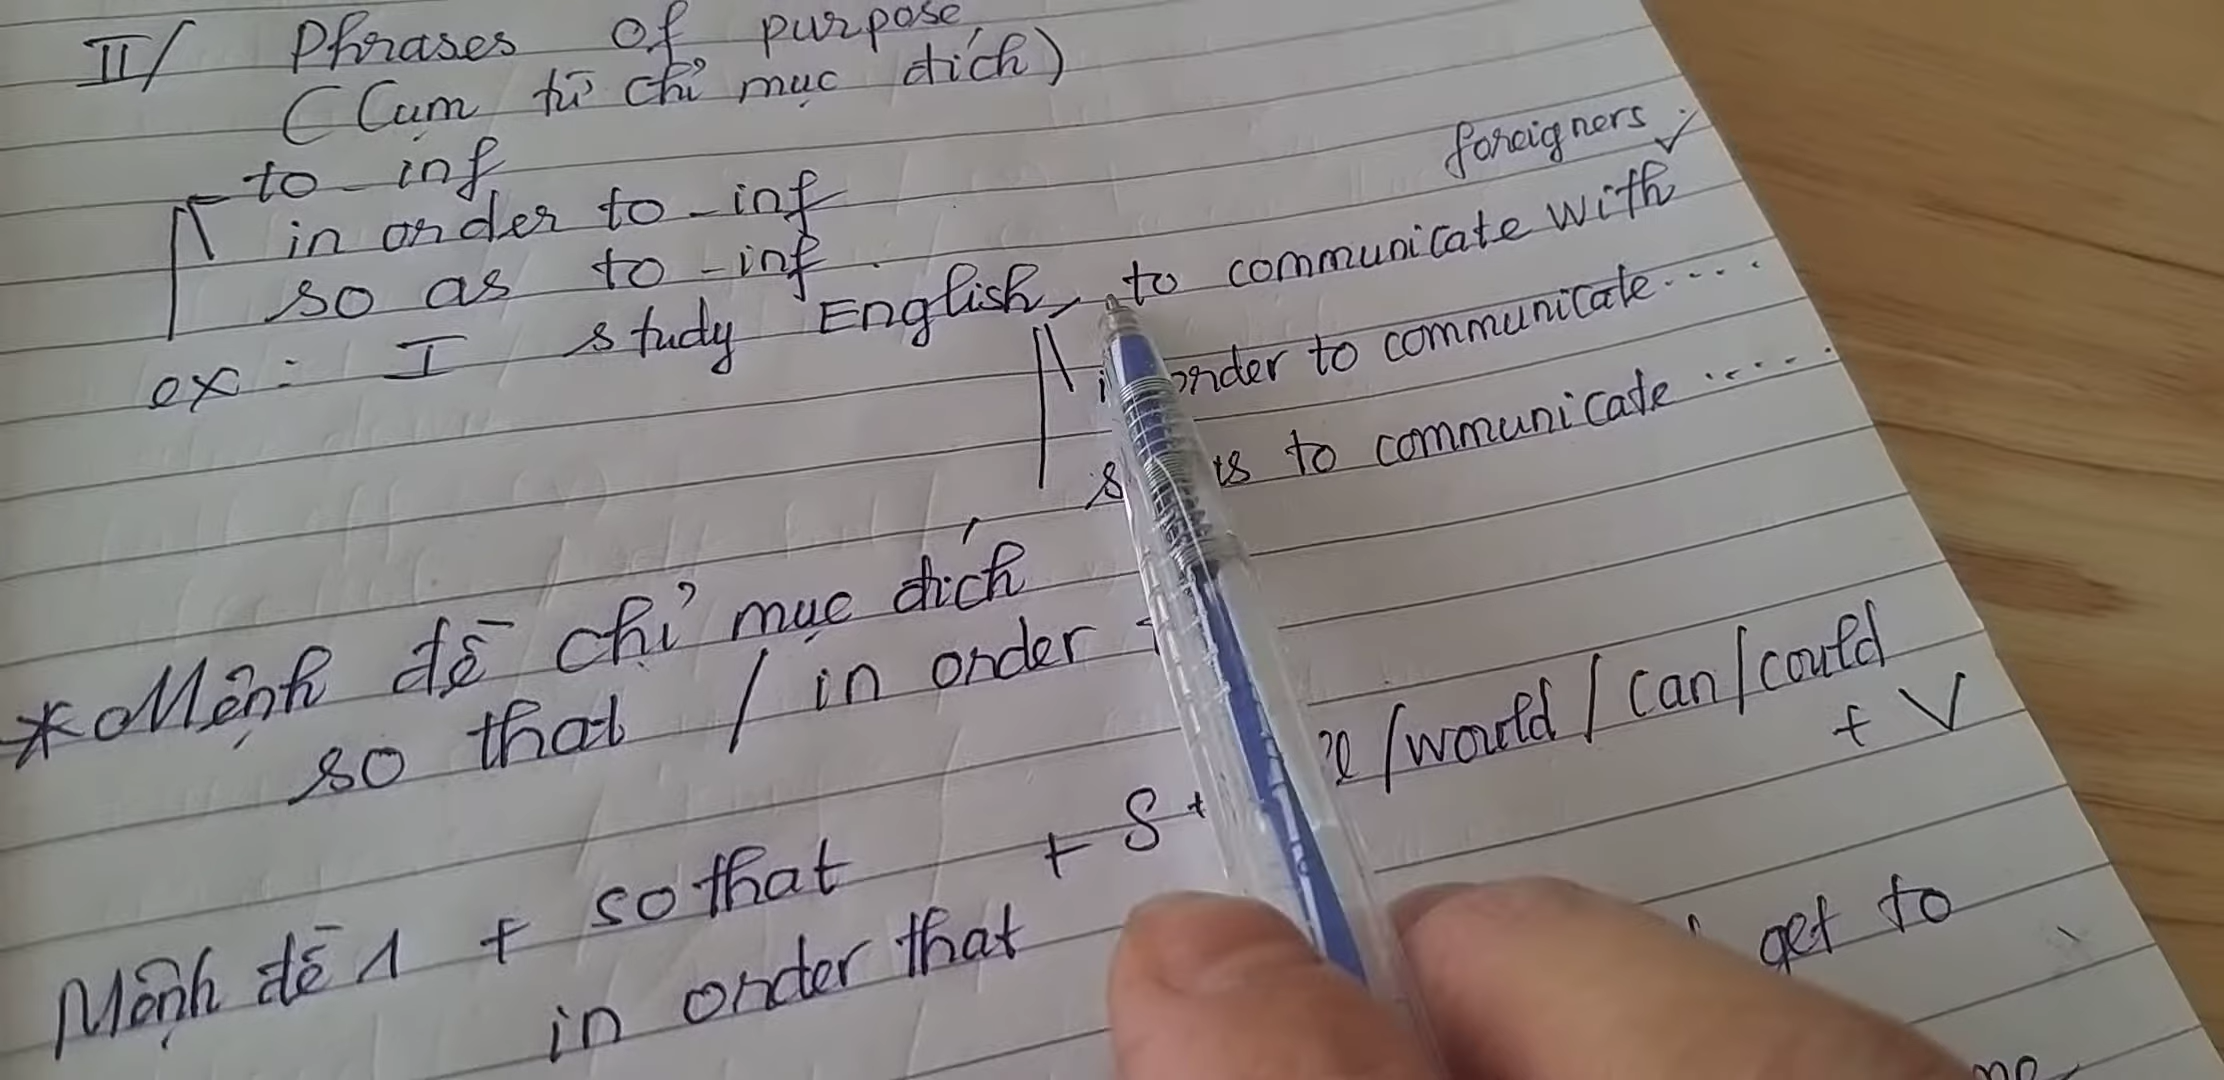 II/ Phrases of purpose
(Cụm từ chỉ mục đích)
to - inf
in order to - inf
so as to - inf
foreigners
ex: I study English to communicate with
order to communicate ....
to communicate .....
* Mệnh đề chỉ mục đích
so that / in order
/would / can / could
+ V
Mệnh đề 1 + so that + S +
in order that
get to